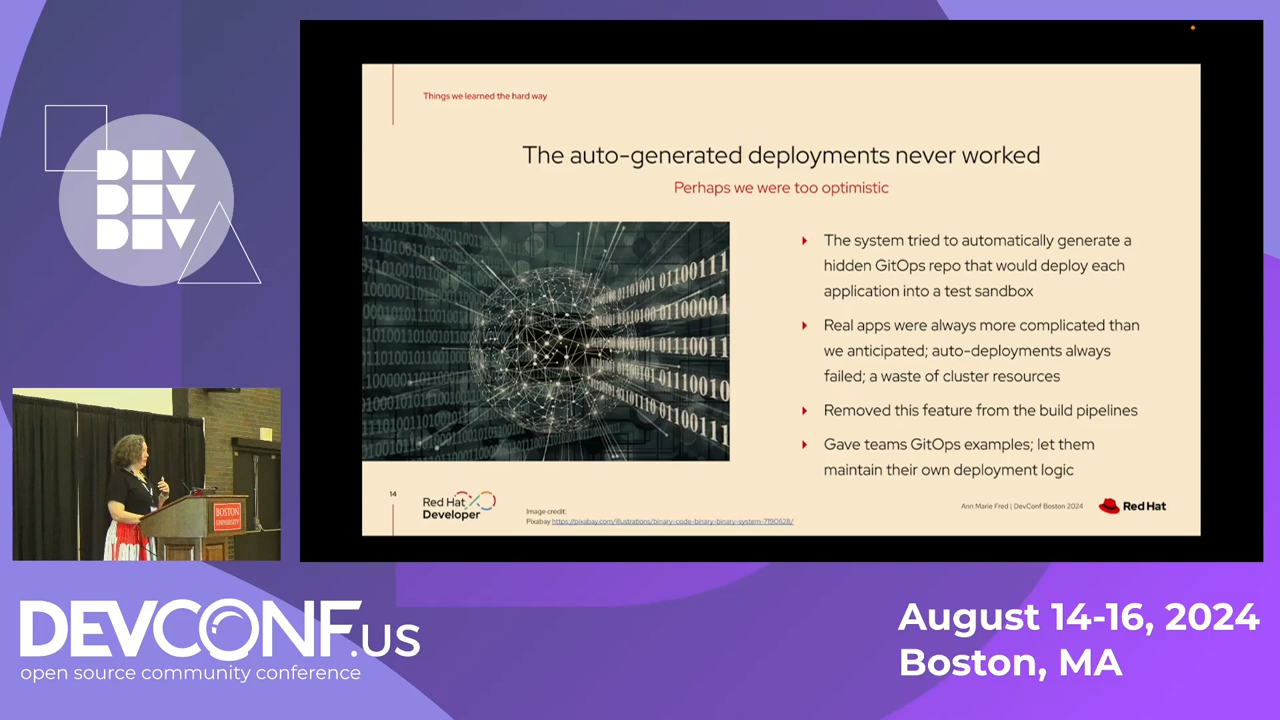 Things we learned the hard way
The auto-generated deployments never worked
Perhaps we were too optimistic
The system tried to automatically generate a
hidden GitOps repo that would deploy each
application into a test sandbox
Real apps were always more complicated than
we anticipated; auto-deployments always
failed; a waste of cluster resources
Removed this feature from the build pipelines
Gave teams GitOps examples; let them
maintain their own deployment logic
14
Red Hat
Developer
Image credit:
Pixabay https://pixabay.com/illustrations/binary-code-binary-binary-system-7190628/
Ann Marie Fred | DevConf Boston 2024
Red Hat
DEV
DEV
DEV
BOSTON
UNIVERSITY
DEVCONF.us
open source community conference
August 14-16, 2024
Boston, MA